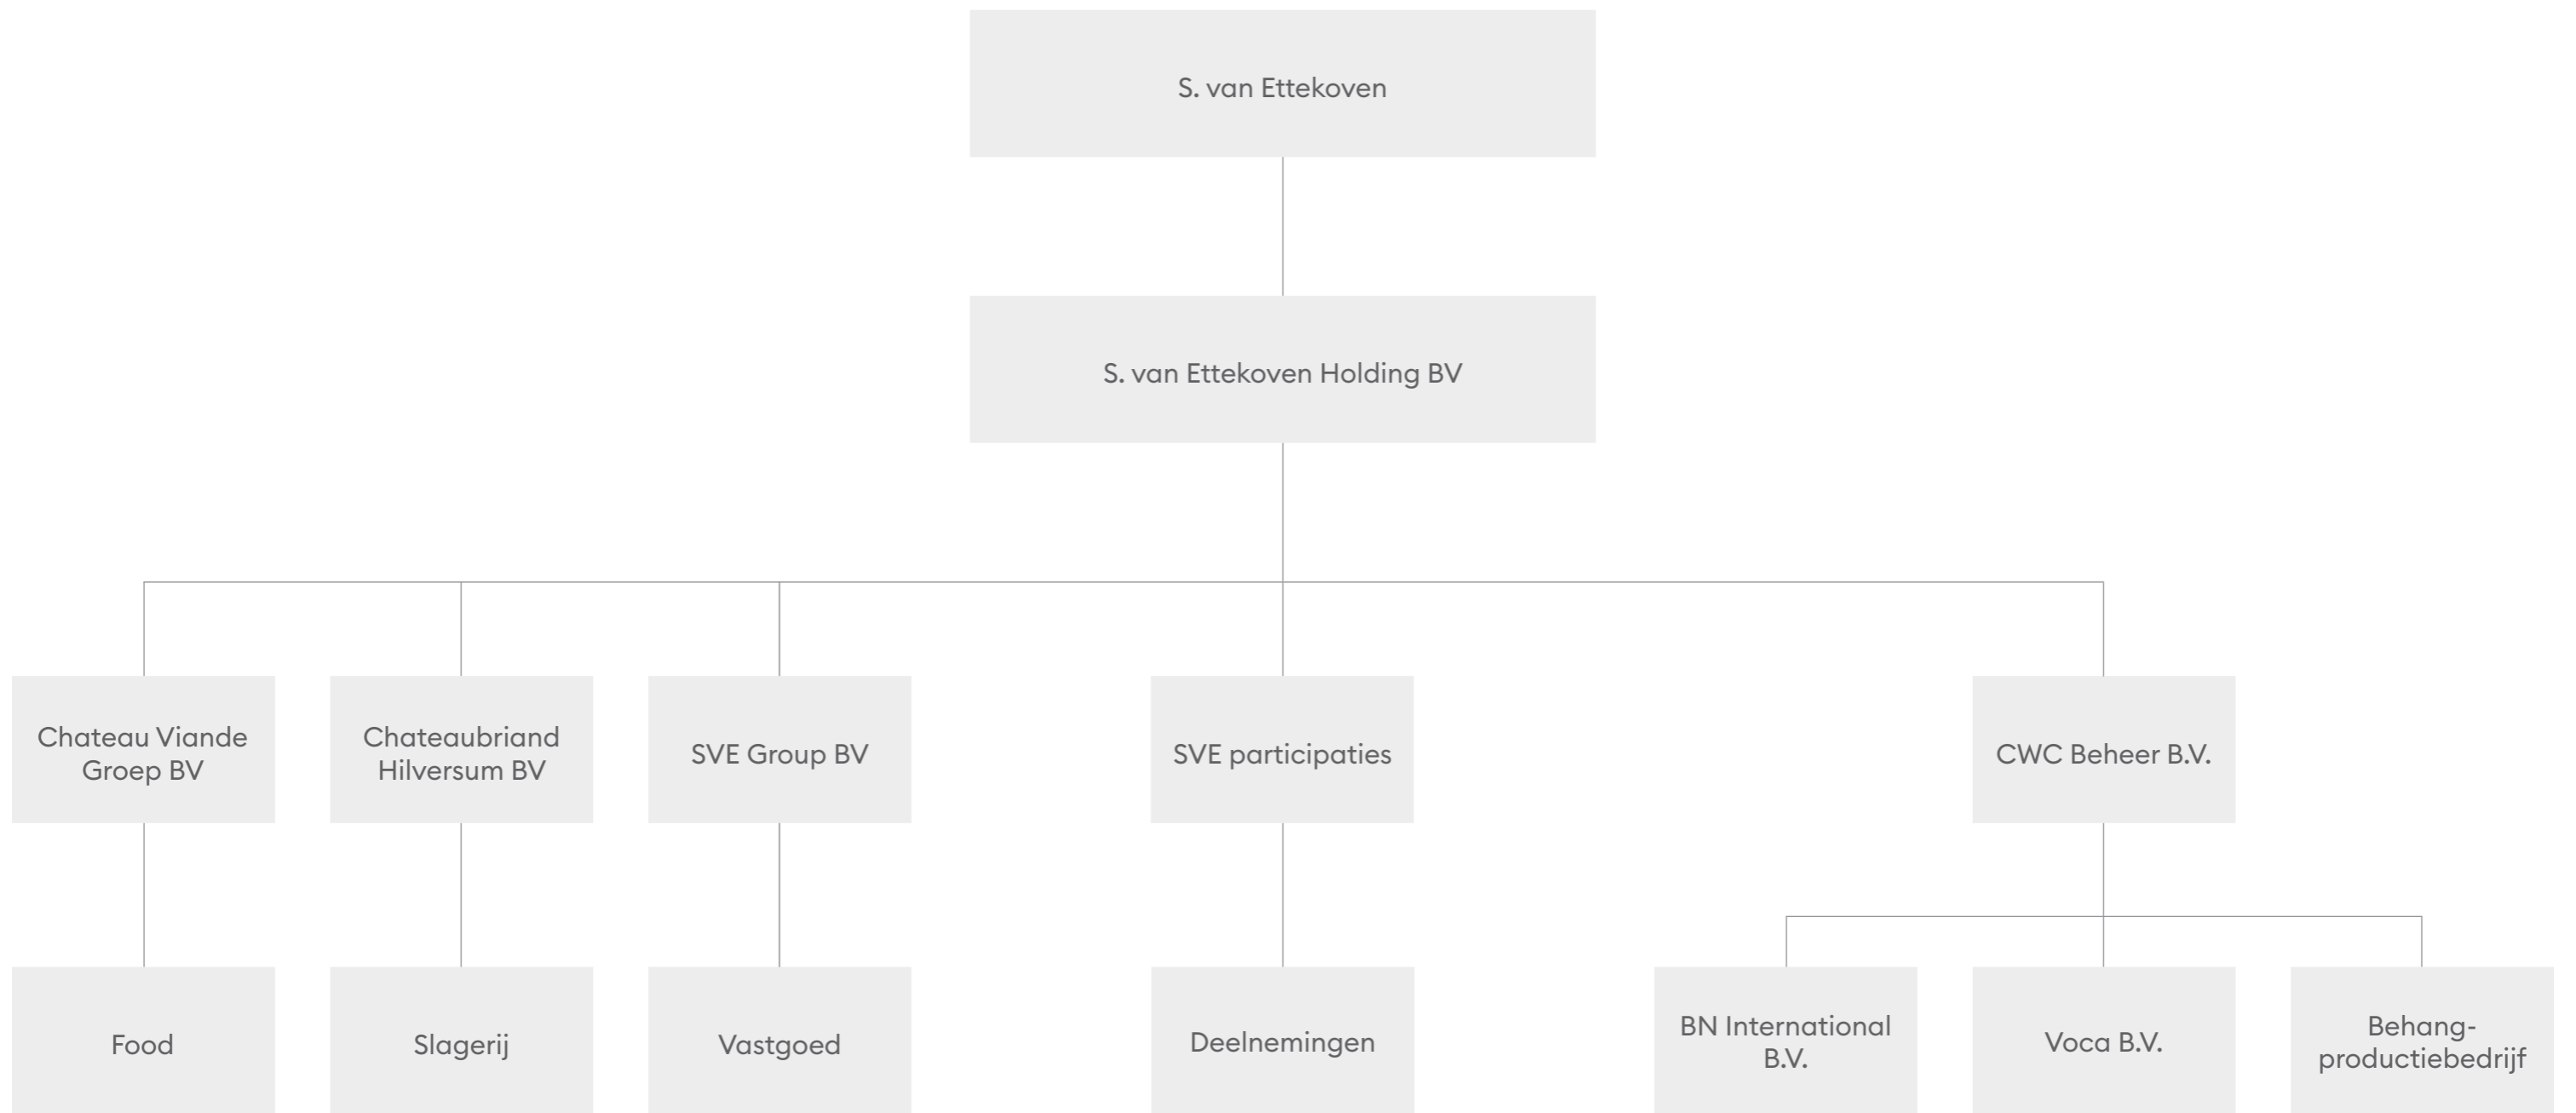 S. van Ettekoven
S. van Ettekoven Holding BV
Chateau Viande
Groep BV
Chateaubriand
Hilversum BV
SVE Group BV
SVE participaties
CWC Beheer B.V.
Food
Slagerij
Vastgoed
Deelnemingen
BN International
B.V.
Voca B.V.
Behang-
productiebedrijf